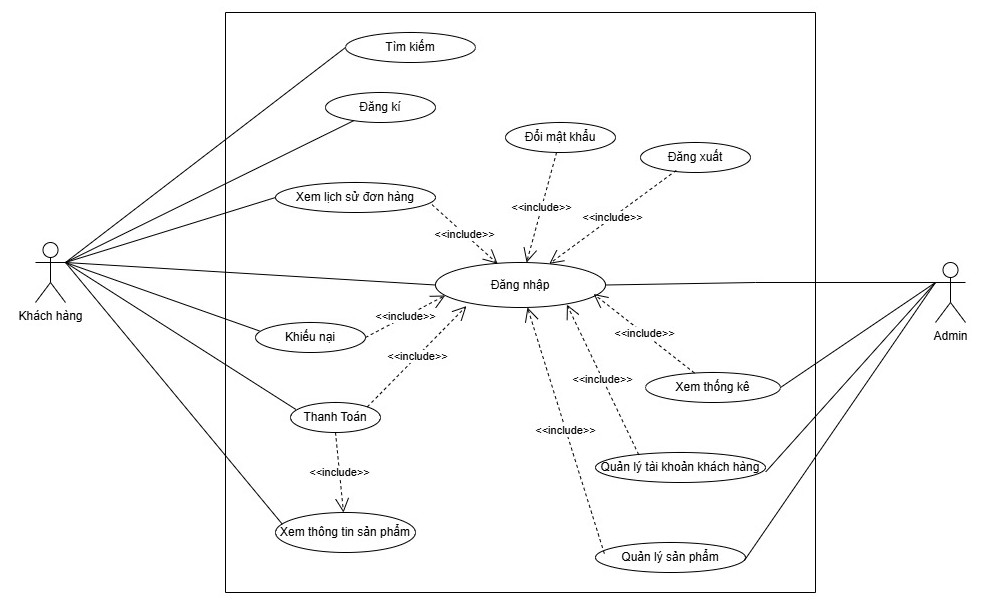 Tìm kiếm
Đăng kí
Đổi mật khẩu
Đăng xuất
Xem lịch sử đơn hàng
<<include>>
<<include>>
<<include>>
Đăng nhập
Khách hàng
Admin
<<include>>
Khiếu nại
<<include>>
<<include>>
<<include>>
Xem thống kê
Thanh Toán
<<include>>
Quản lý tài khoản khách hàng
<<include>>
Xem thông tin sản phẩm
Quản lý sản phẩm